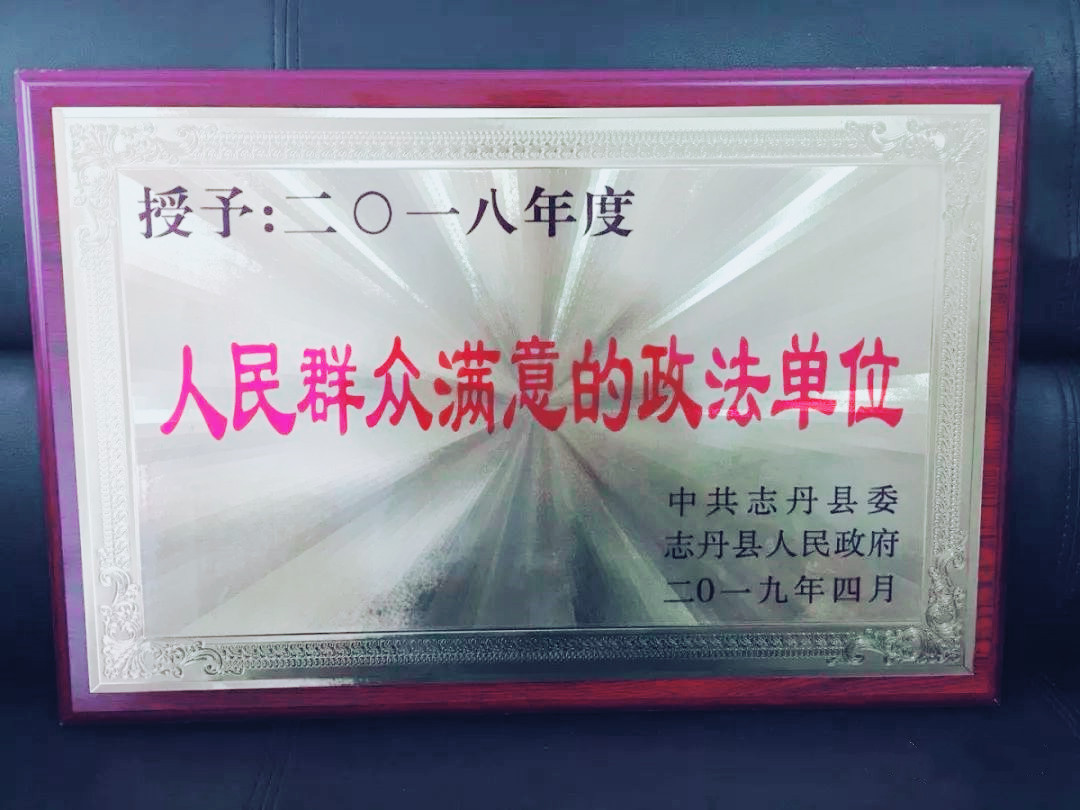 授予:二〇一八年度
人民群众满意的政法单位
中共志丹县委
志丹县人民政府
二0一九年四月